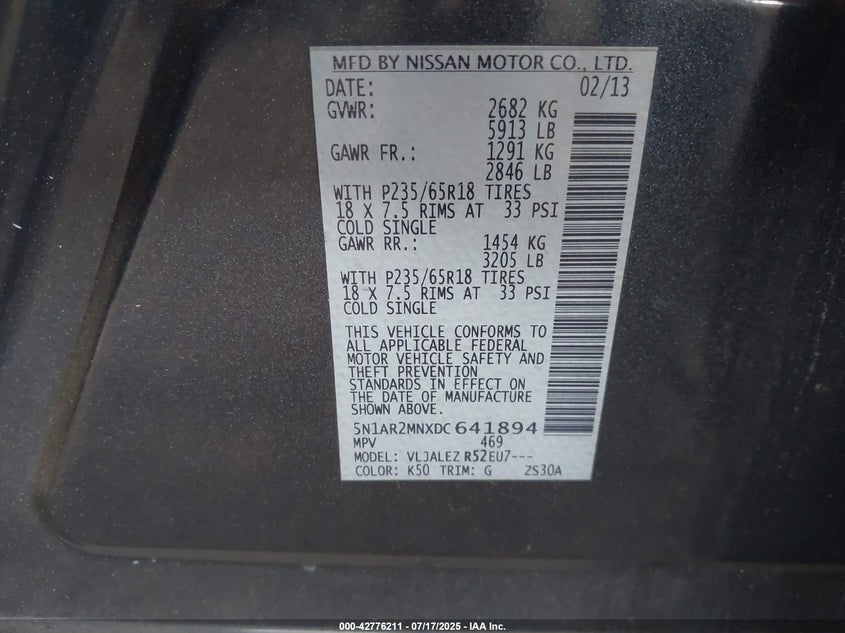 MFD BY NISSAN MOTOR CO., LTD.
DATE: 02/13
GVWR: 2682 KG
5913 LB
GAWR FR.: 1291 KG
2846 LB
WITH P235/65R18 TIRES
18 X 7.5 RIMS AT 33 PSI
COLD SINGLE
GAWR RR.: 1454 KG
3205 LB
WITH P235/65R18 TIRES
18 X 7.5 RIMS AT 33 PSI
COLD SINGLE
THIS VEHICLE CONFORMS TO
ALL APPLICABLE FEDERAL
MOTOR VEHICLE SAFETY AND
THEFT PREVENTION
STANDARDS IN EFFECT ON
THE DATE OF MANUFACTURE
SHOWN ABOVE.
5N1AR2MNXDC641894
MPV 469
MODEL: VLJALEZ R52EU7---
COLOR: K50 TRIM: G ZS30A
000-42776211 - 07/17/2025 - IAA Inc.